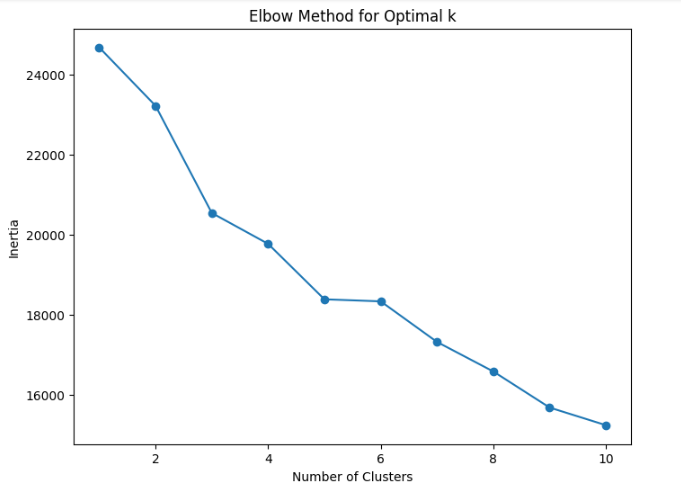 Elbow Method for Optimal k
24000
22000
20000
18000
16000
Inertia
2 4 6 8 10
Number of Clusters